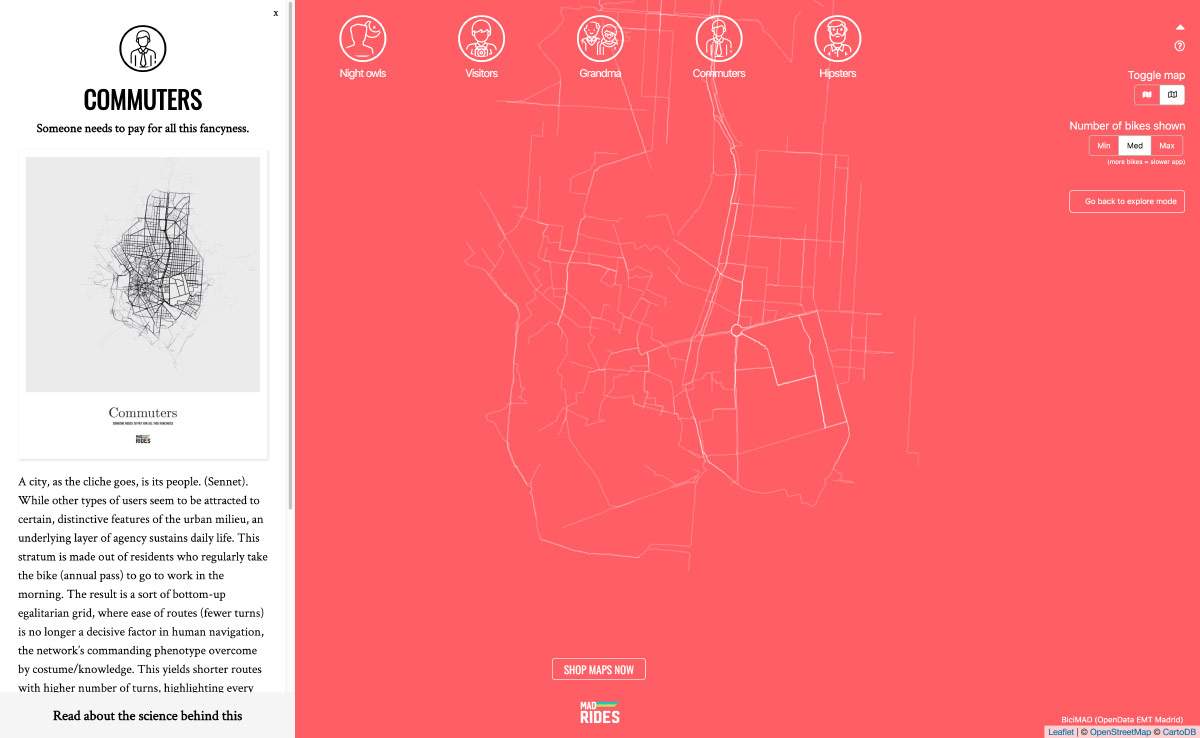 x
COMMUTERS
Someone needs to pay for all this fancyness.
Commuters
SOMEONE NEEDS TO PAY FOR ALL THIS FANCYNESS
MAD
RIDES
A city, as the cliche goes, is its people. (Sennet).
While other types of users seem to be attracted to
certain, distinctive features of the urban milieu, an
underlying layer of agency sustains daily life. This
stratum is made out of residents who regularly take
the bike (annual pass) to go to work in the
morning. The result is a sort of bottom-up
egalitarian grid, where ease of routes (fewer turns)
is no longer a decisive factor in human navigation,
the network's commanding phenotype overcome
by costume/knowledge. This yields shorter routes
with higher number of turns, highlighting every
Read about the science behind this
Night owls
Visitors
Grandma
Commuters
Hipsters
Toggle map
Number of bikes shown
Min Med Max
(more bikes = slower app)
Go back to explore mode
SHOP MAPS NOW
MAD
RIDES
BiciMAD (OpenData EMT Madrid)
Leaflet | © OpenStreetMap © CartoDB